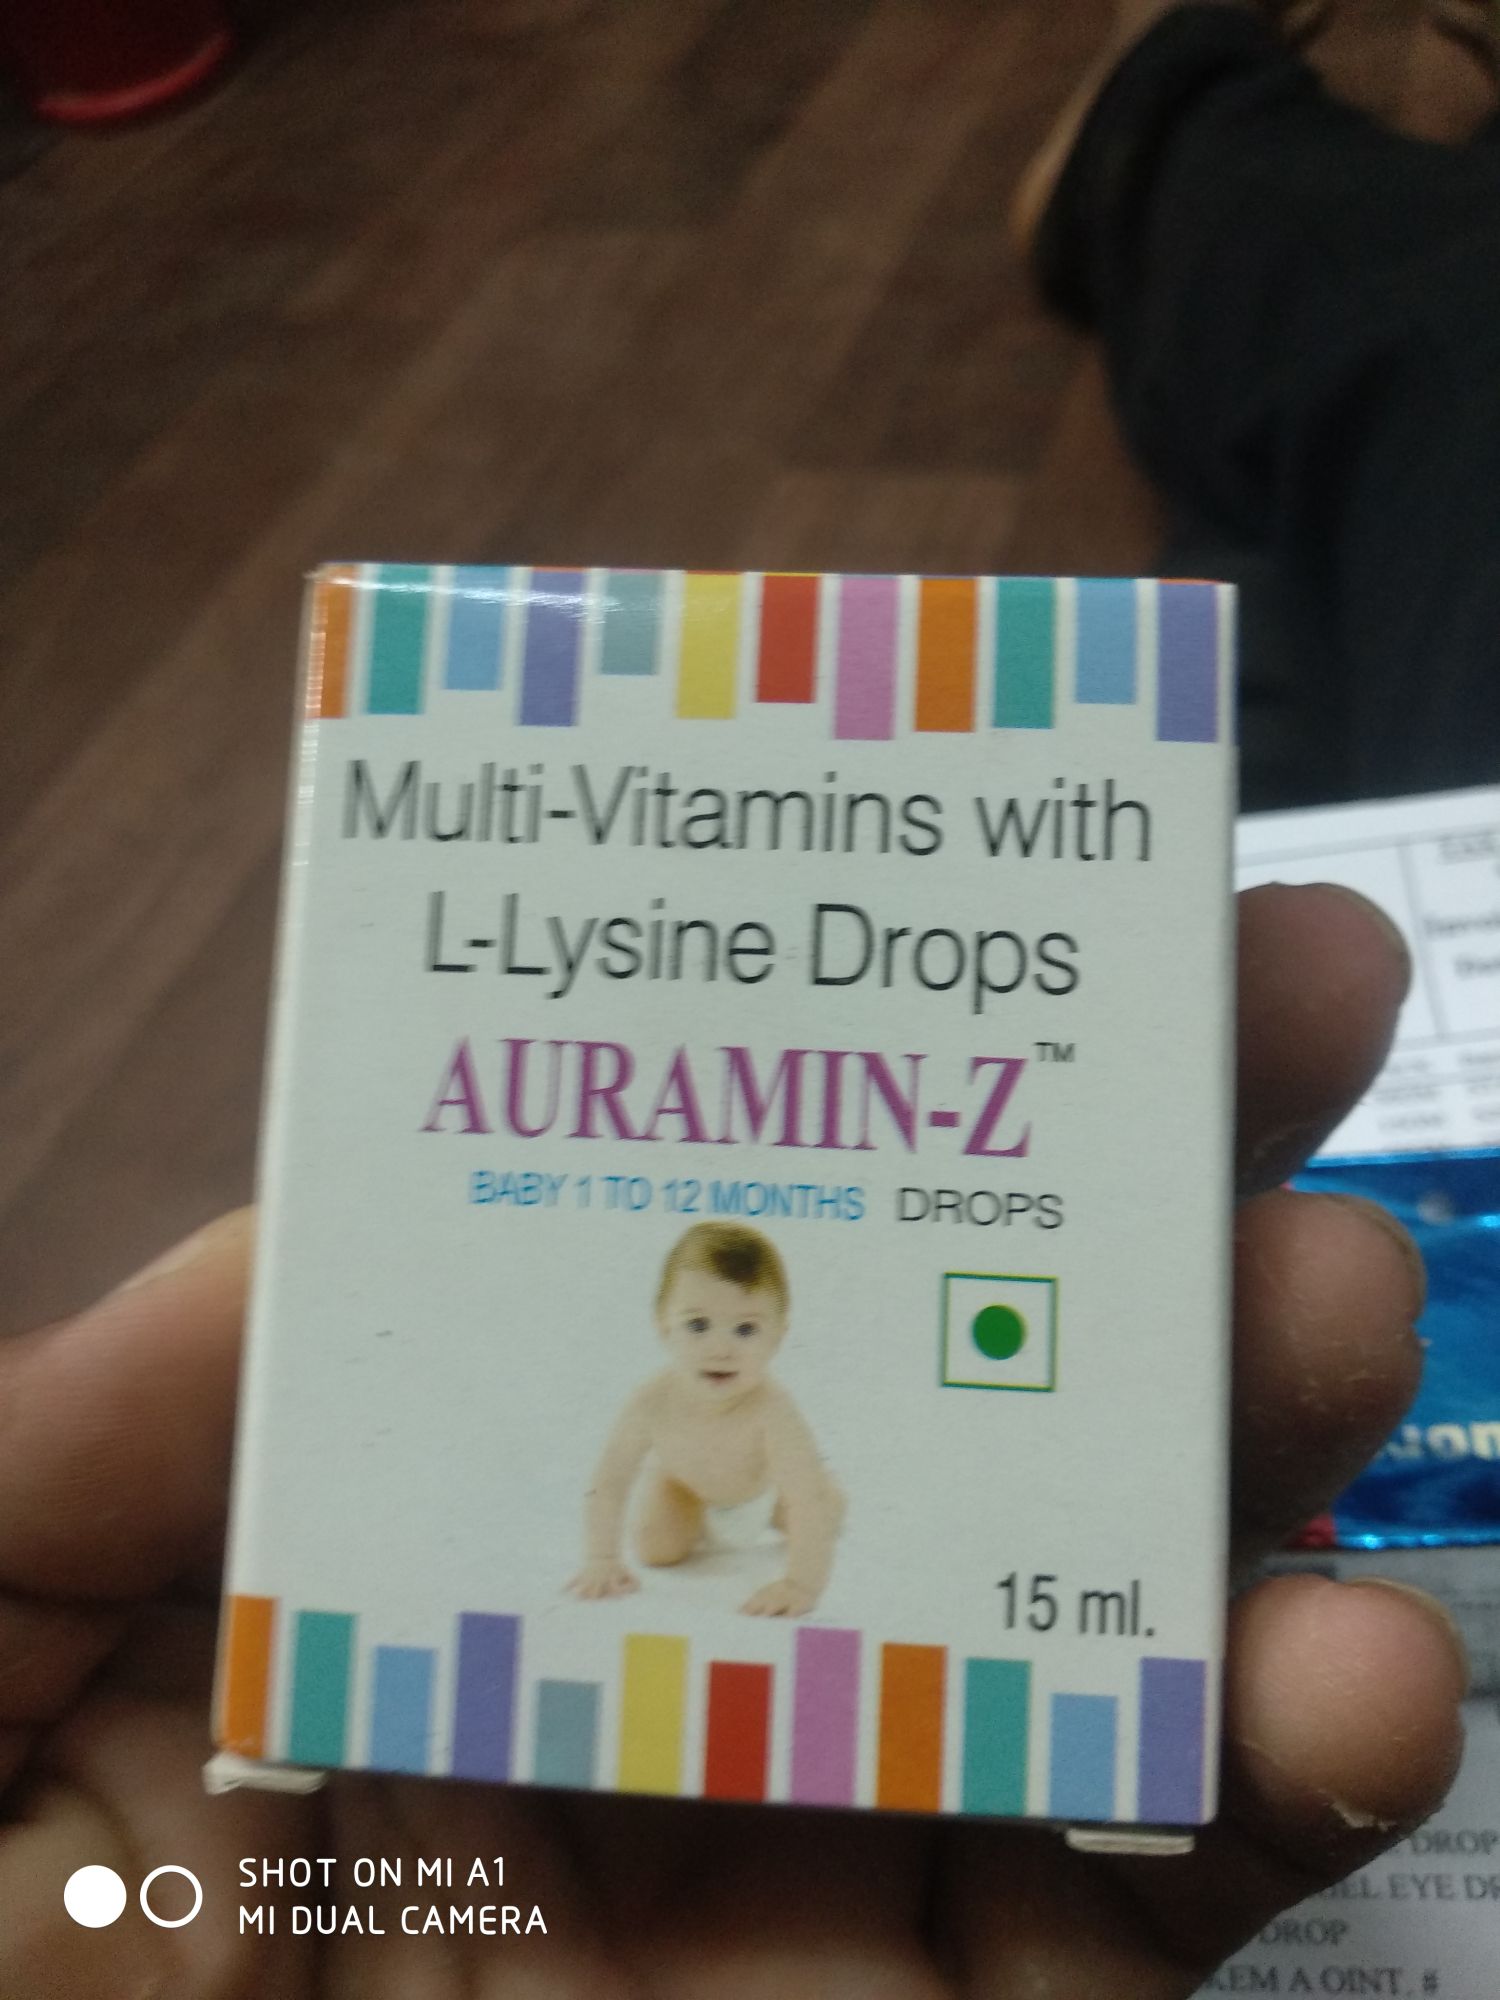 Multi-Vitamins with
L-Lysine Drops
AURAMIN-Z™
BABY 1 TO 12 MONTHS DROPS
15 ml.
DROP
EYE
DROP
A OINT. #
SHOT ON MI A1
MI DUAL CAMERA